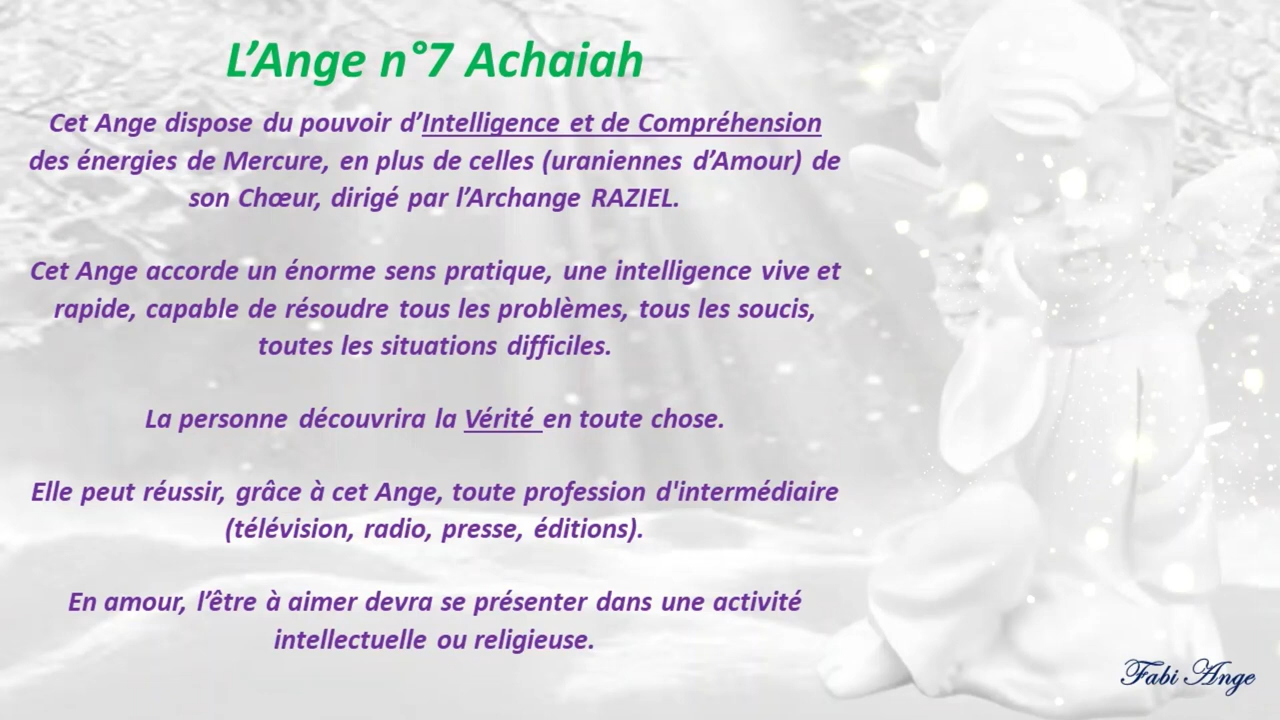 L’Ange n°7 Achaiah
Cet Ange dispose du pouvoir d’Intelligence et de Compréhension
des énergies de Mercure, en plus de celles (uraniennes d’Amour) de
son Chœur, dirigé par l’Archange RAZIEL.
Cet Ange accorde un énorme sens pratique, une intelligence vive et
rapide, capable de résoudre tous les problèmes, tous les soucis,
toutes les situations difficiles.
La personne découvrira la Vérité en toute chose.
Elle peut réussir, grâce à cet Ange, toute profession d'intermédiaire
(télévision, radio, presse, éditions).
En amour, l’être à aimer devra se présenter dans une activité
intellectuelle ou religieuse.
Fabi Ange